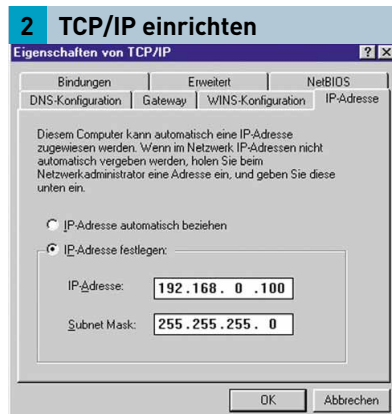 2 TCP/IP einrichten
Eigenschaften von TCP/IP
Bindungen Erweitert NetBIOS
DNS-Konfiguration Gateway WINS-Konfiguration IP-Adresse
Diesem Computer kann automatisch eine IP-Adresse
zugewiesen werden. Wenn im Netzwerk IP-Adressen nicht
automatisch vergeben werden, holen Sie beim
Netzwerkadministrator eine Adresse ein, und geben Sie diese
unten ein.
IP-Adresse automatisch beziehen
IP-Adresse festlegen:
IP-Adresse: 192.168. 0 .100
Subnet Mask: 255.255.255. 0
OK Abbrechen